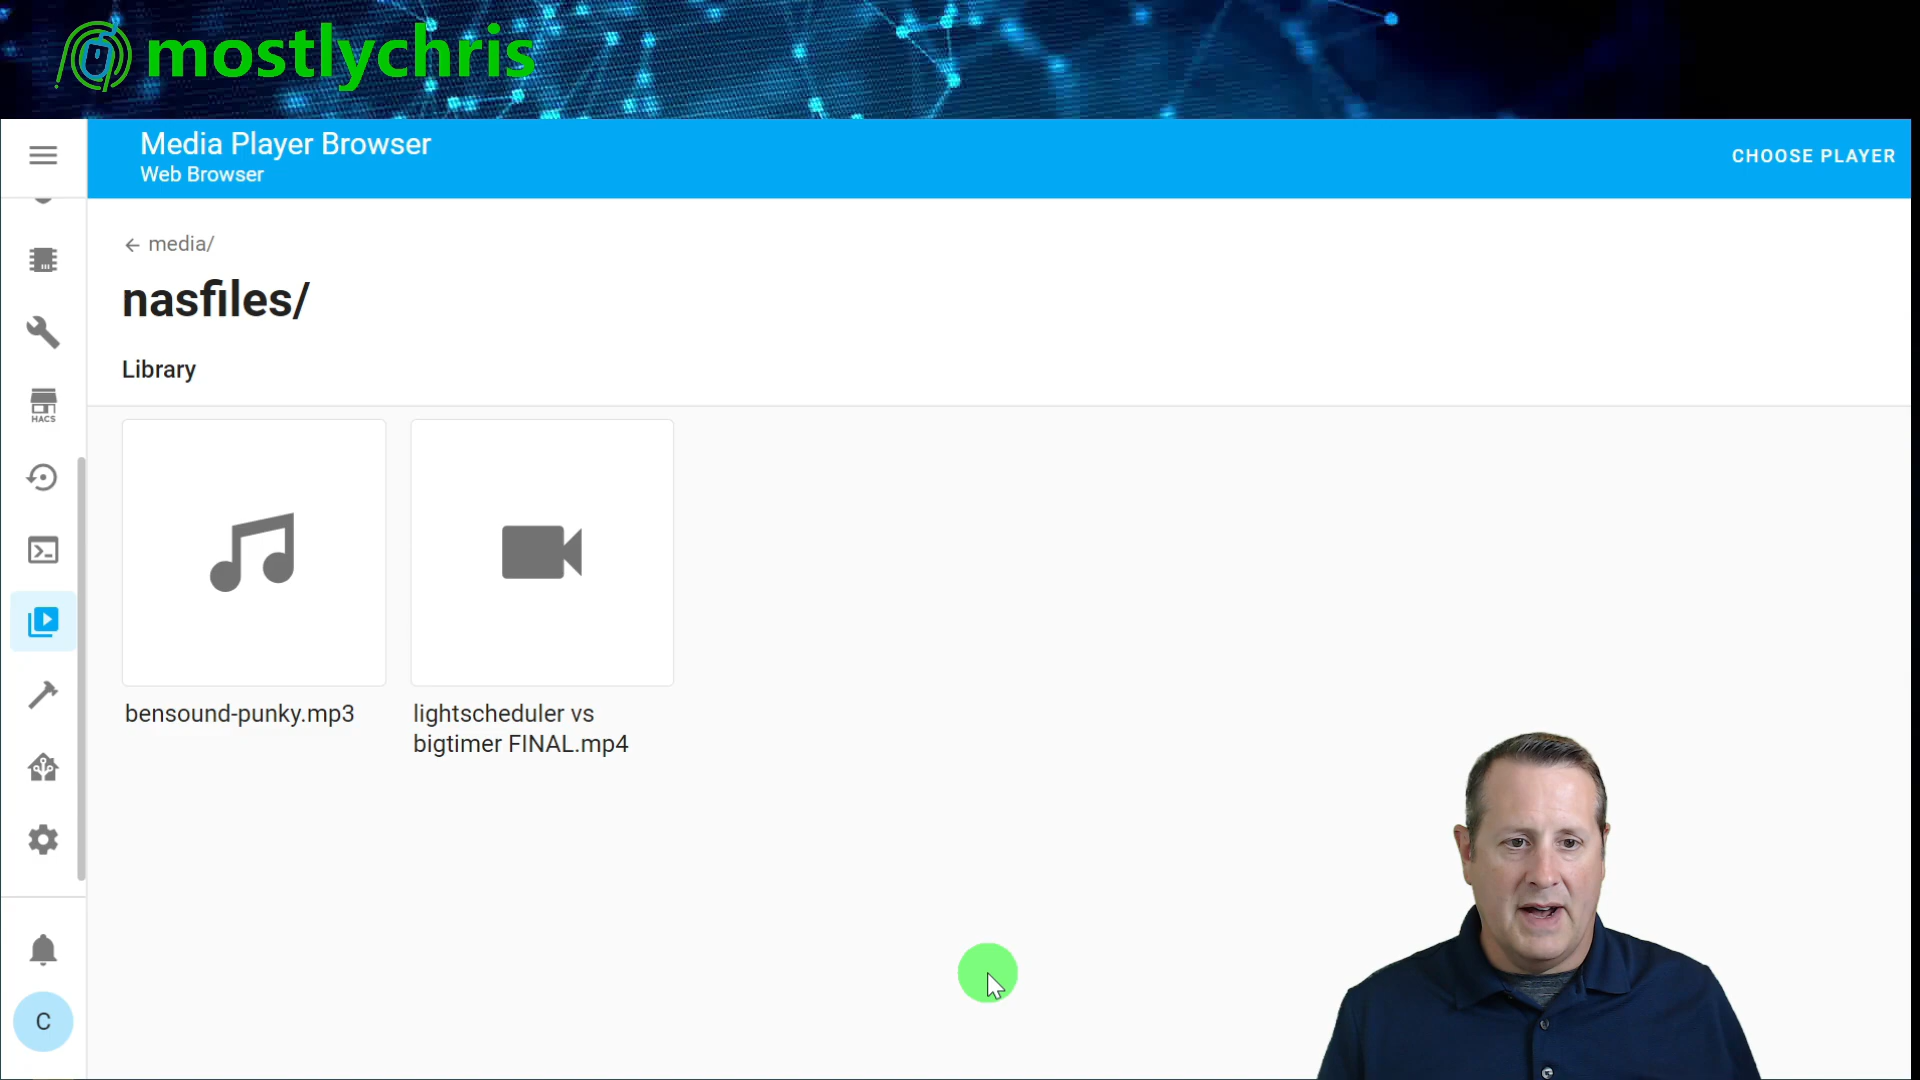 mostlychris
Media Player Browser
Web Browser
CHOOSE PLAYER
media/
nasfiles/
Library
HACS
bensound-punky.mp3
lightscheduler vs
bigtimer FINAL.mp4
C